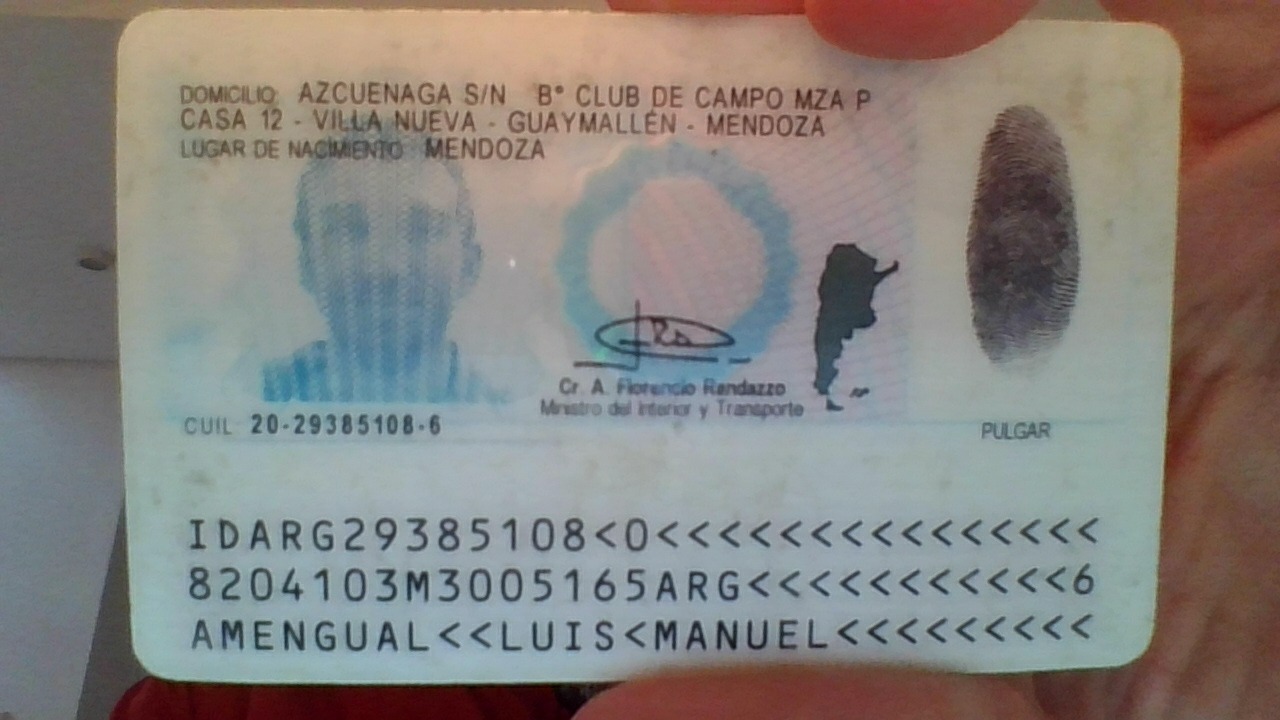 DOMICILIO: AZCUENAGA S/N B° CLUB DE CAMPO MZA P
CASA 12 - VILLA NUEVA - GUAYMALLÉN - MENDOZA
LUGAR DE NACIMIENTO MENDOZA
Cr. A. Florencio Randazzo
Ministro del Interior y Transporte
CUIL 20-29385108-6
PULGAR
IDARG29385108<0<<<<<<<<<<<<<<<
8204103M3005165ARG<<<<<<<<<<<6
AMENGUAL<<LUIS<MANUEL<<<<<<<<<